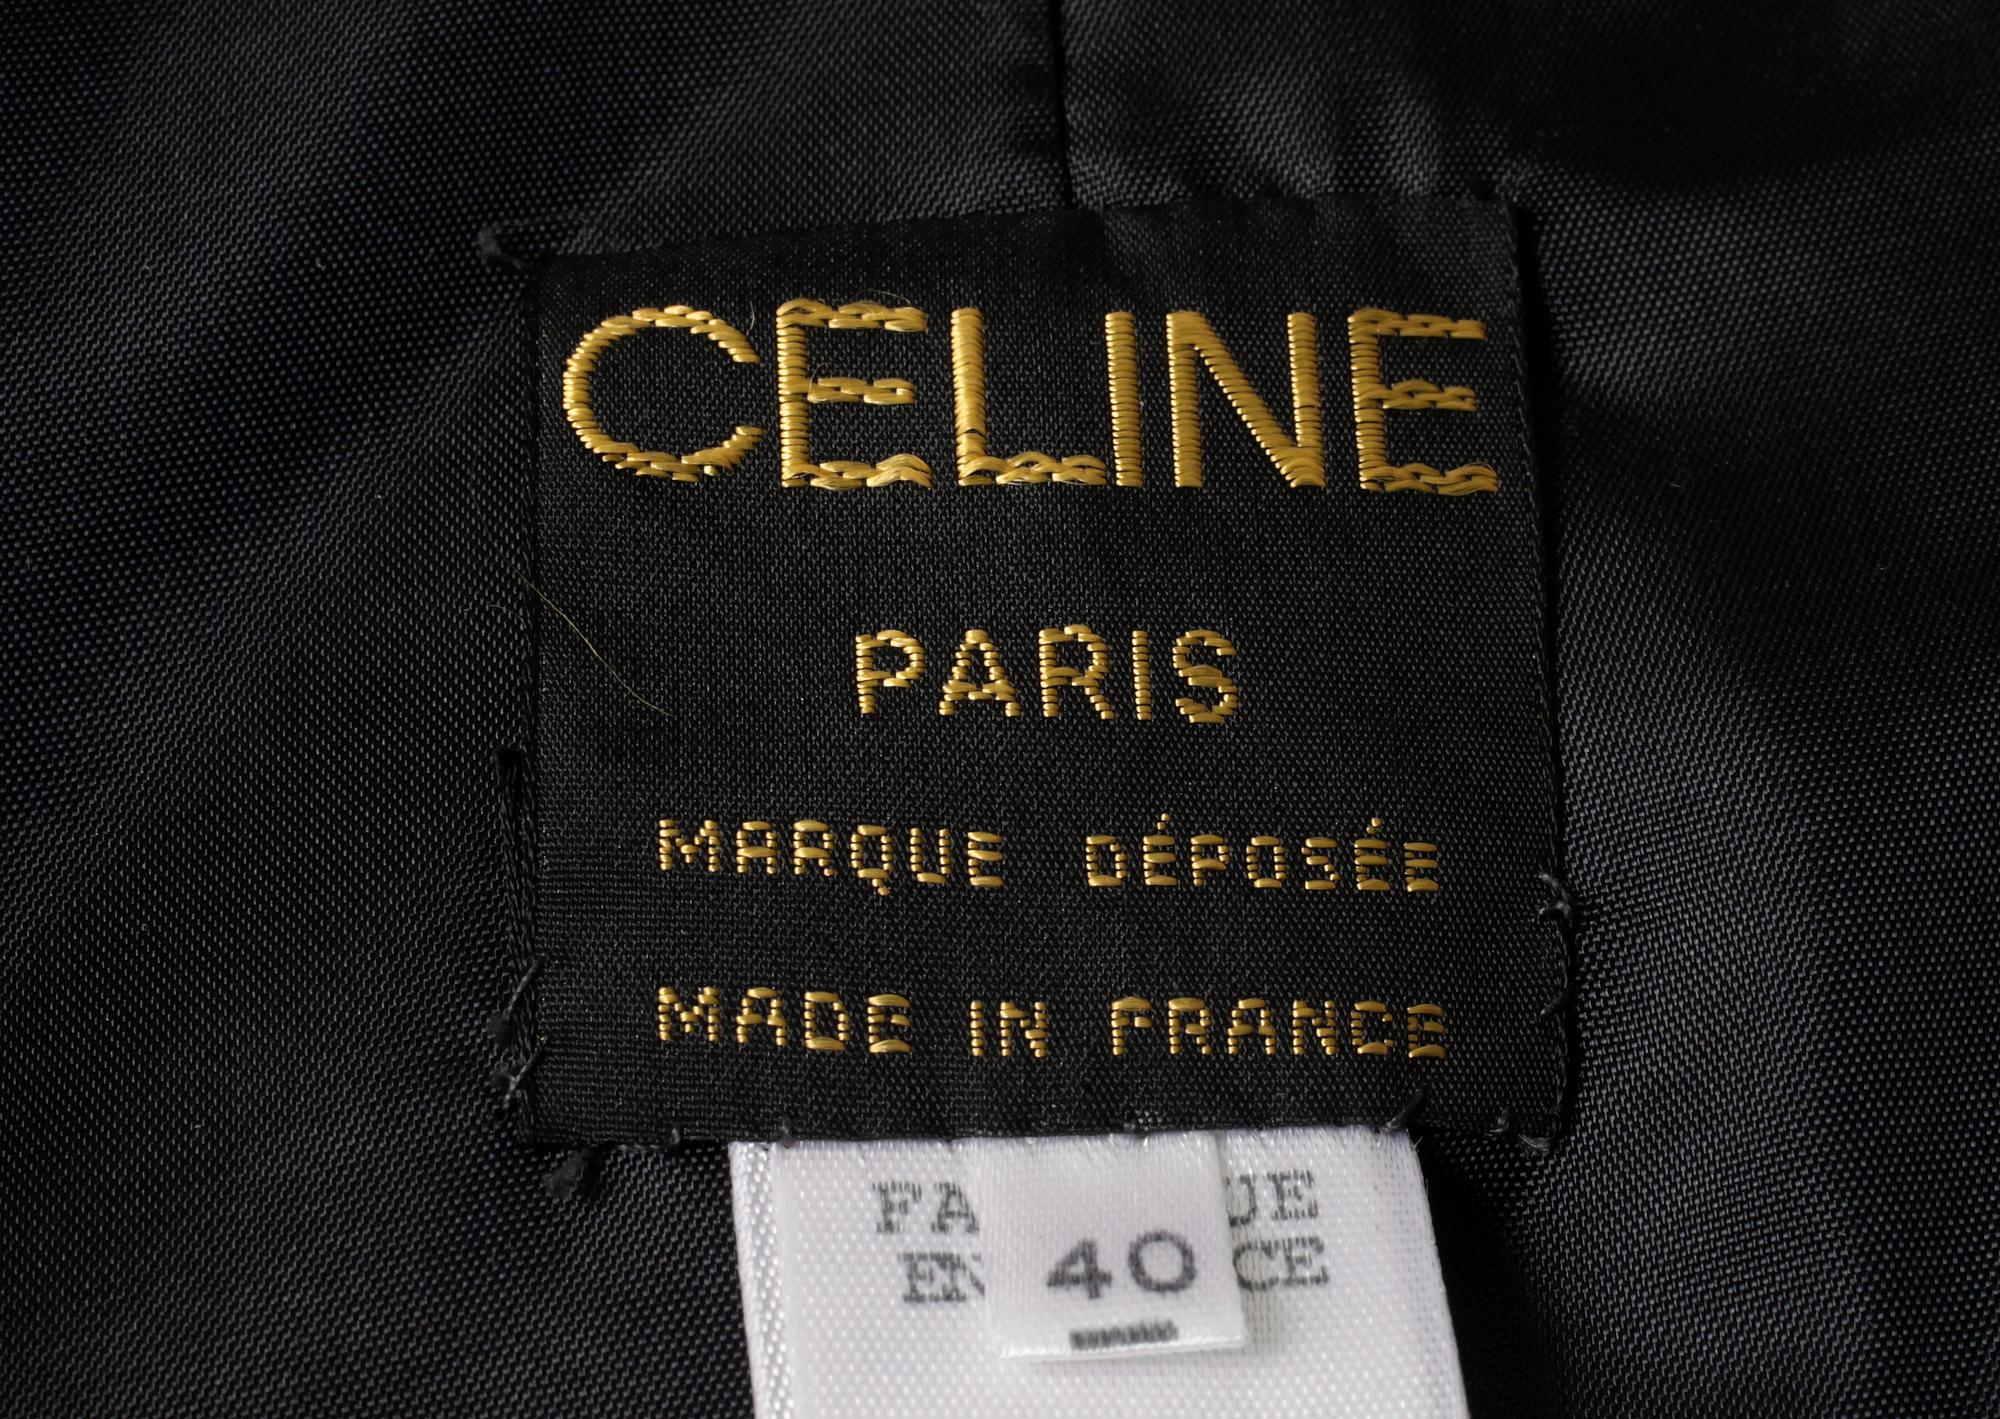 CELINE
PARIS
MARQUE DÉPOSÉE
MADE IN FRANCE
40